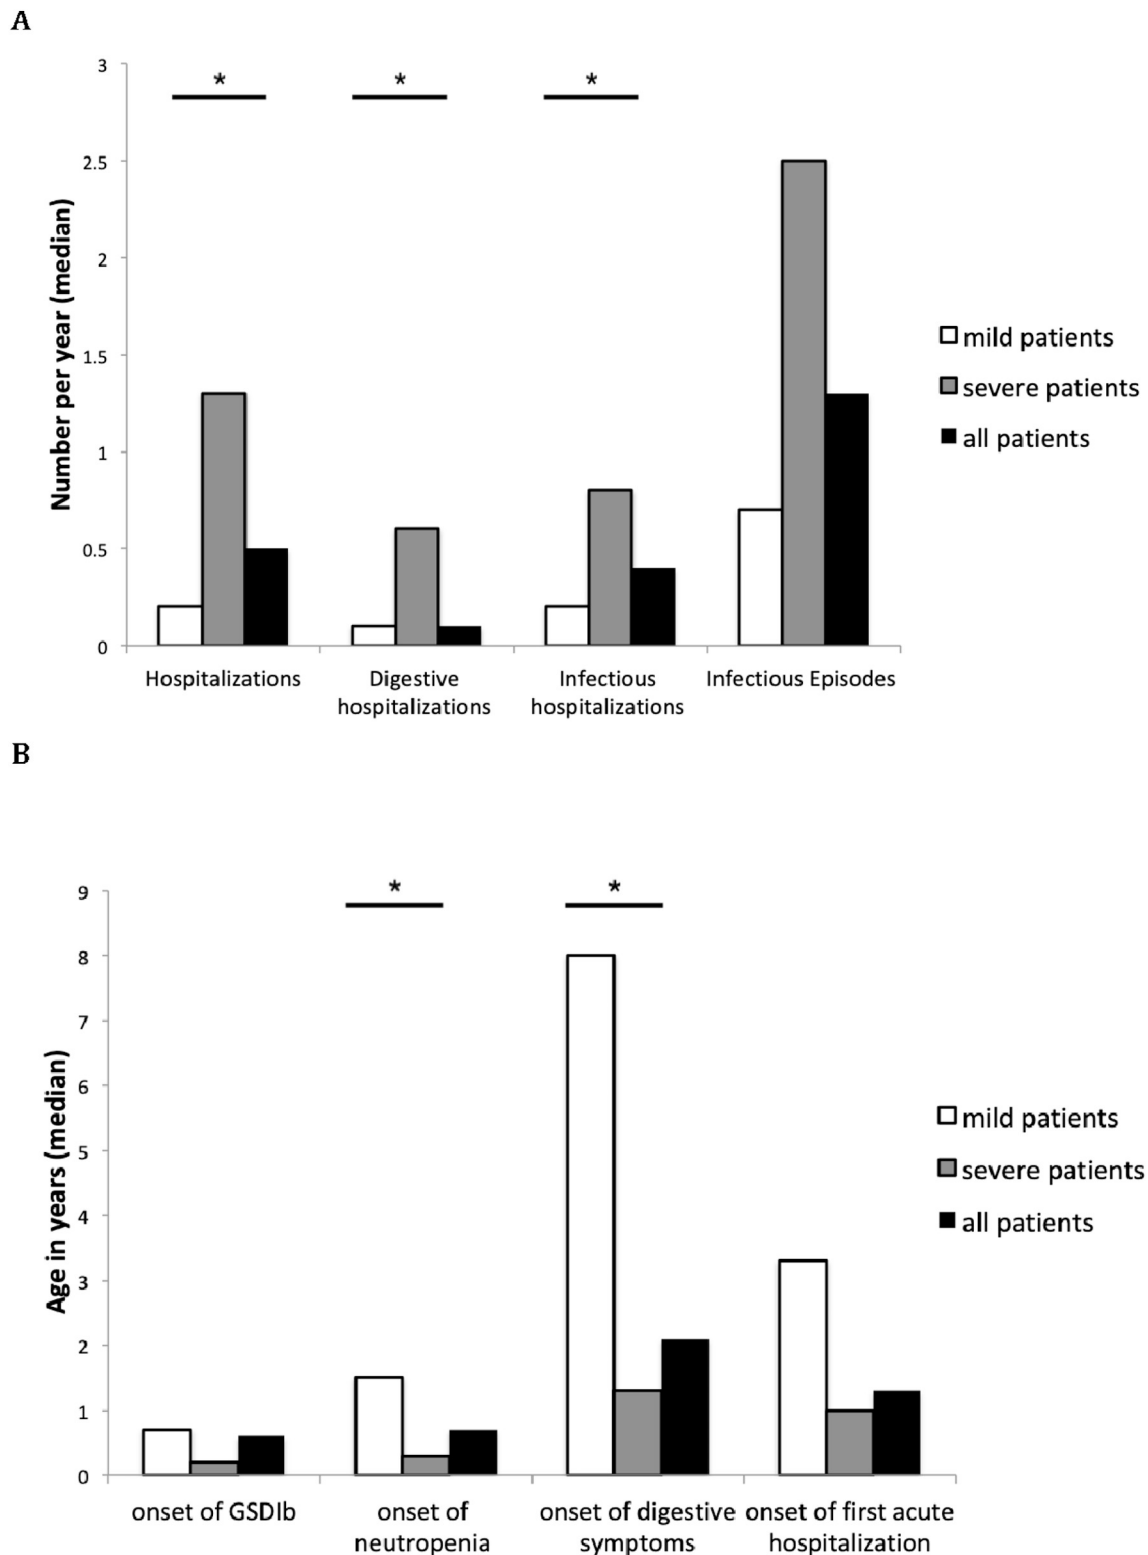 A
3
2.5
2
1.5
1
0.5
0
Number per year (median)
* * *
Hospitalizations
Digestive
hospitalizations
Infectious
hospitalizations
Infectious Episodes
mild patients
severe patients
all patients
B
9
8
7
6
5
4
3
2
1
0
Age in years (median)
* *
onset of GSDIb
onset of
neutropenia
onset of digestive
symptoms
onset of first acute
hospitalization
mild patients
severe patients
all patients